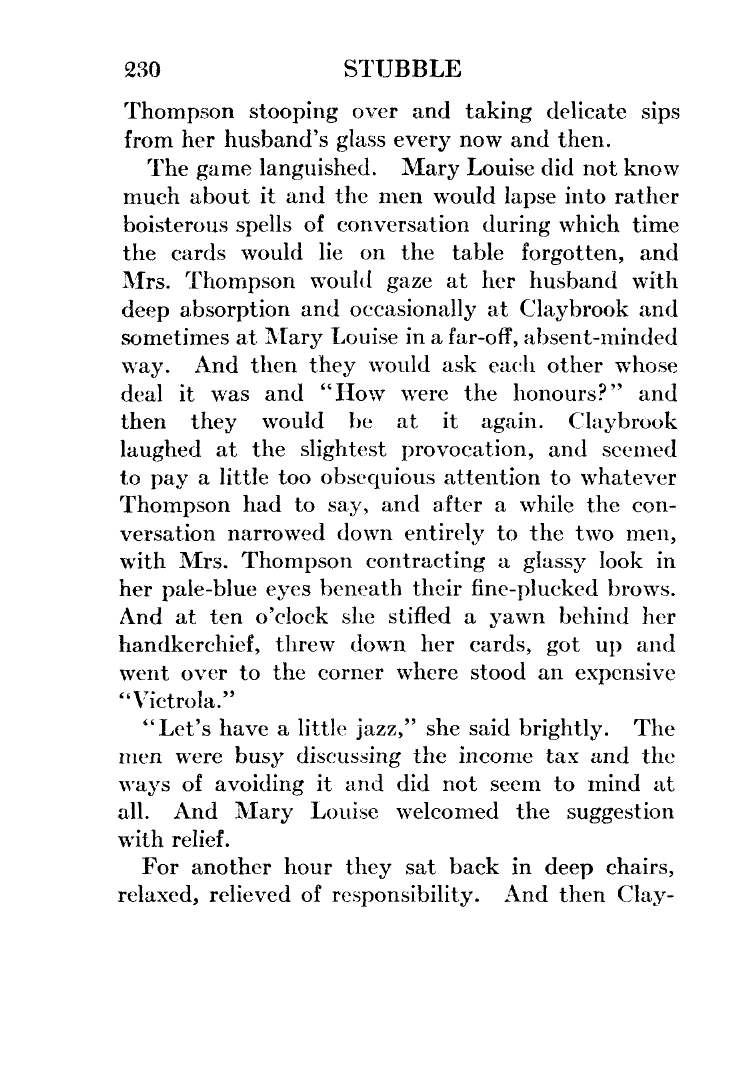 230 STUBBLE
Thompson stooping over and taking delicate sips
from her husband's glass every now and then.
The game languished. Mary Louise did not know
much about it and the men would lapse into rather
boisterous spells of conversation during which time
the cards would lie on the table forgotten, and
Mrs. Thompson would gaze at her husband with
deep absorption and occasionally at Claybrook and
sometimes at Mary Louise in a far-off, absent-minded
way. And then they would ask each other whose
deal it was and "How were the honours?" and
then they would be at it again. Claybrook
laughed at the slightest provocation, and seemed
to pay a little too obsequious attention to whatever
Thompson had to say, and after a while the con-
versation narrowed down entirely to the two men,
with Mrs. Thompson contracting a glassy look in
her pale-blue eyes beneath their fine-plucked brows.
And at ten o'clock she stifled a yawn behind her
handkerchief, threw down her cards, got up and
went over to the corner where stood an expensive
"Victrola."
"Let's have a little jazz," she said brightly. The
men were busy discussing the income tax and the
ways of avoiding it and did not seem to mind at
all. And Mary Louise welcomed the suggestion
with relief.
For another hour they sat back in deep chairs,
relaxed, relieved of responsibility. And then Clay-